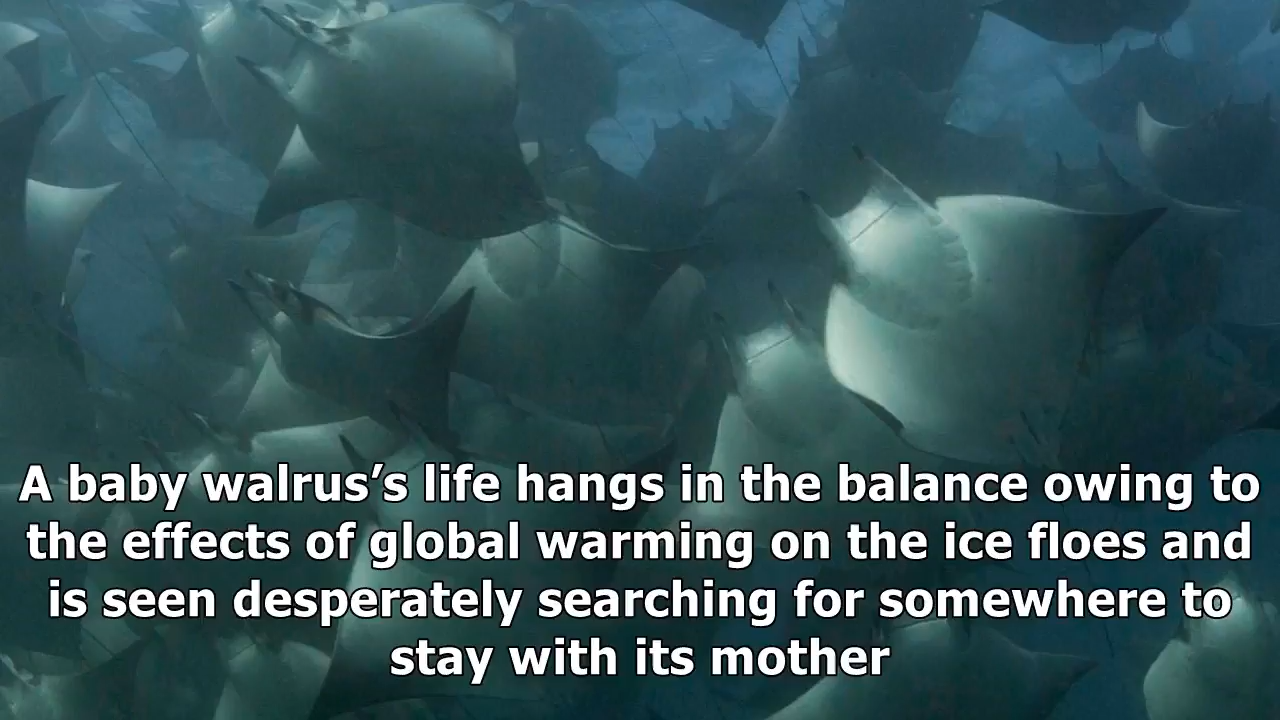 A baby walrus’s life hangs in the balance owing to
the effects of global warming on the ice floes and
is seen desperately searching for somewhere to
stay with its mother